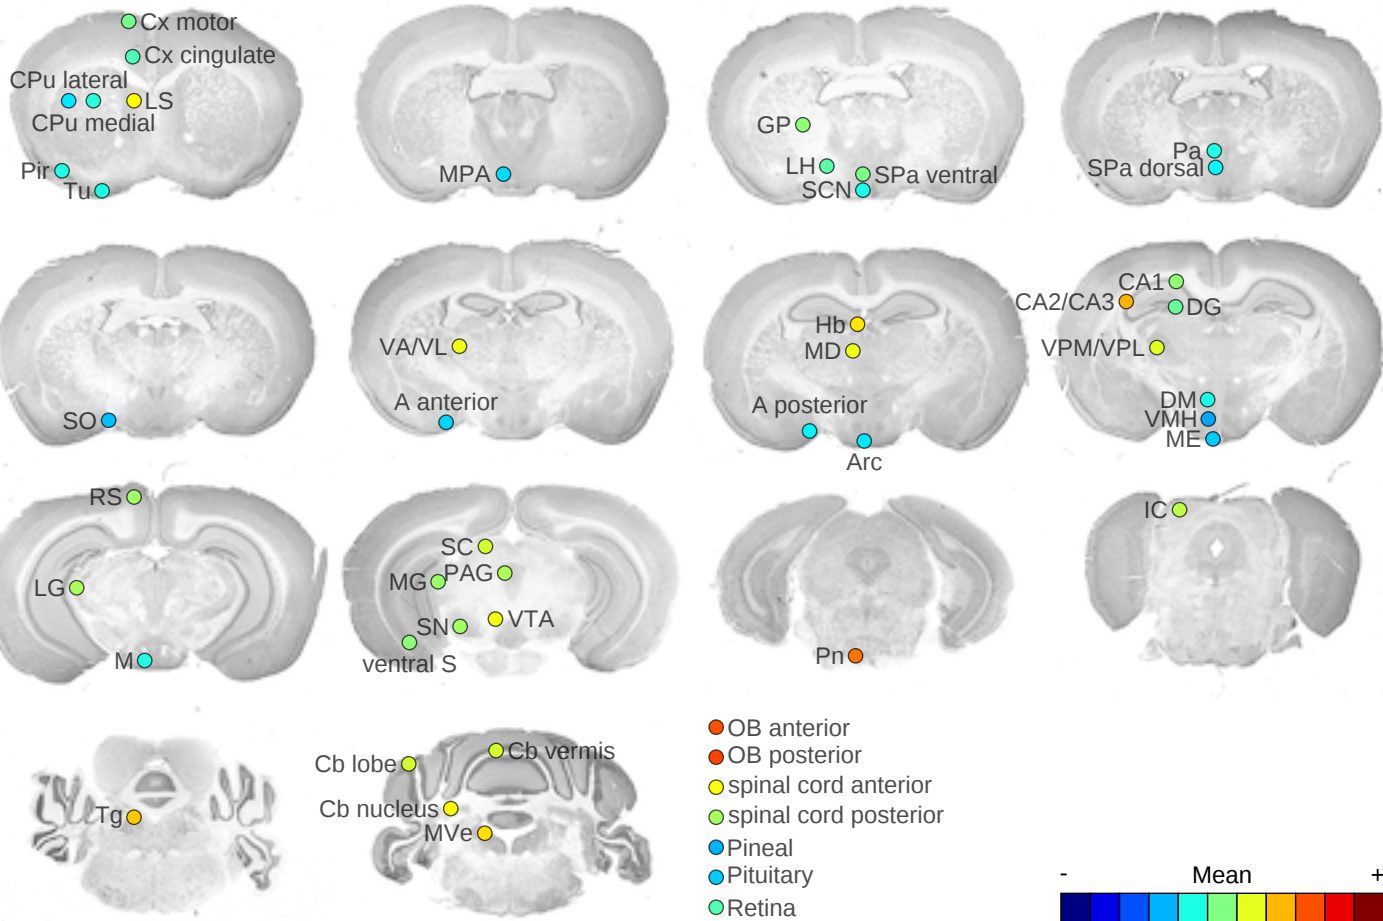 Cx motor
Cx cingulate
CPu lateral
LS
CPu medial
Pir
Tu
MPA
GP
LH
SPa ventral
SCN
Pa
SPa dorsal
SO
VA/VL
A anterior
Hb
MD
A posterior
Arc
CA1
CA2/CA3
DG
VPM/VPL
DM
VMH
ME
RS
LG
M
SC
MG
PAG
SN
VTA
ventral S
Pn
IC
Tg
Cb lobe
Cb vermis
Cb nucleus
MVe
OB anterior
OB posterior
spinal cord anterior
spinal cord posterior
Pineal
Pituitary
Retina
- Mean +